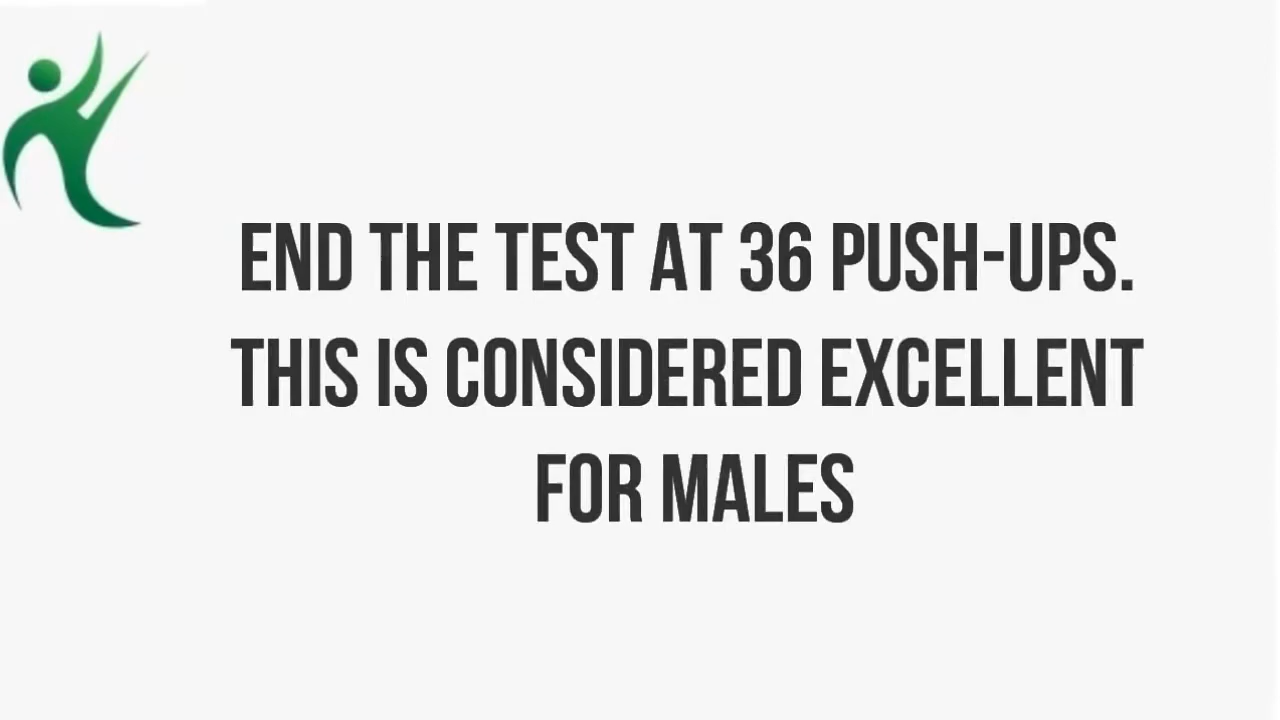 END THE TEST AT 36 PUSH-UPS.
THIS IS CONSIDERED EXCELLENT
FOR MALES